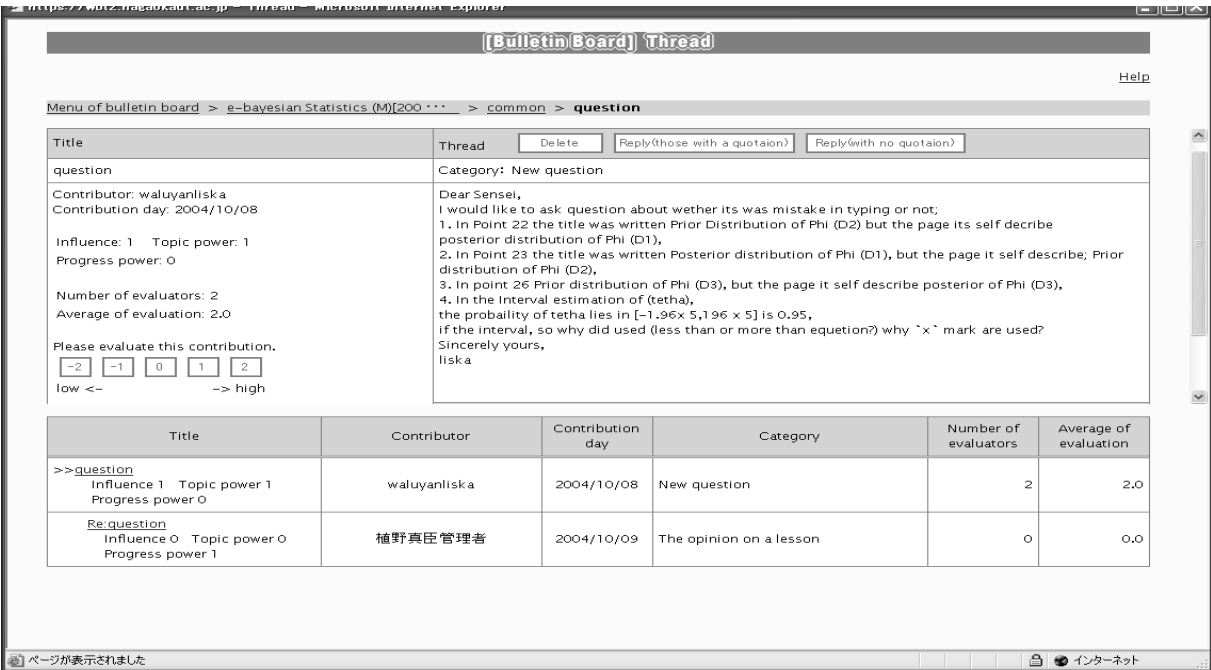 https://wbt2.nagaokaut.ac.jp - Thread - Microsoft Internet Explorer
[Bulletin Board] Thread
Help
Menu of bulletin board > e-bayesian Statistics (M)[200 ··· > common > question
Title
Thread Delete Reply(those with a quotaion) Reply(with no quotaion)
question
Category: New question
Contributor: waluyanliska
Contribution day: 2004/10/08
Influence: 1 Topic power: 1
Progress power: 0
Number of evaluators: 2
Average of evaluation: 2.0
Please evaluate this contribution.
-2 -1 0 1 2
low <- -> high
Dear Sensei,
I would like to ask question about wether its was mistake in typing or not;
1. In Point 22 the title was written Prior Distribution of Phi (D2) but the page its self decribe
posterior distribution of Phi (D1),
2. In Point 23 the title was written Posterior distribution of Phi (D1), but the page it self describe; Prior
distribution of Phi (D2),
3. In point 26 Prior distribution of Phi (D3), but the page it self describe posterior of Phi (D3),
4. In the Interval estimation of (tetha),
the probaility of tetha lies in [-1.96x 5,196 x 5] is 0.95,
if the interval, so why did used (less than or more than equetion?) why `x` mark are used?
Sincerely yours,
liska
Title Contributor Contribution day Category Number of evaluators Average of evaluation
>>question
Influence 1 Topic power 1
Progress power 0
waluyanliska 2004/10/08 New question 2 2.0
Re:question
Influence 0 Topic power 0
Progress power 1
植野真臣管理者 2004/10/09 The opinion on a lesson 0 0.0
ページが表示されました インターネット